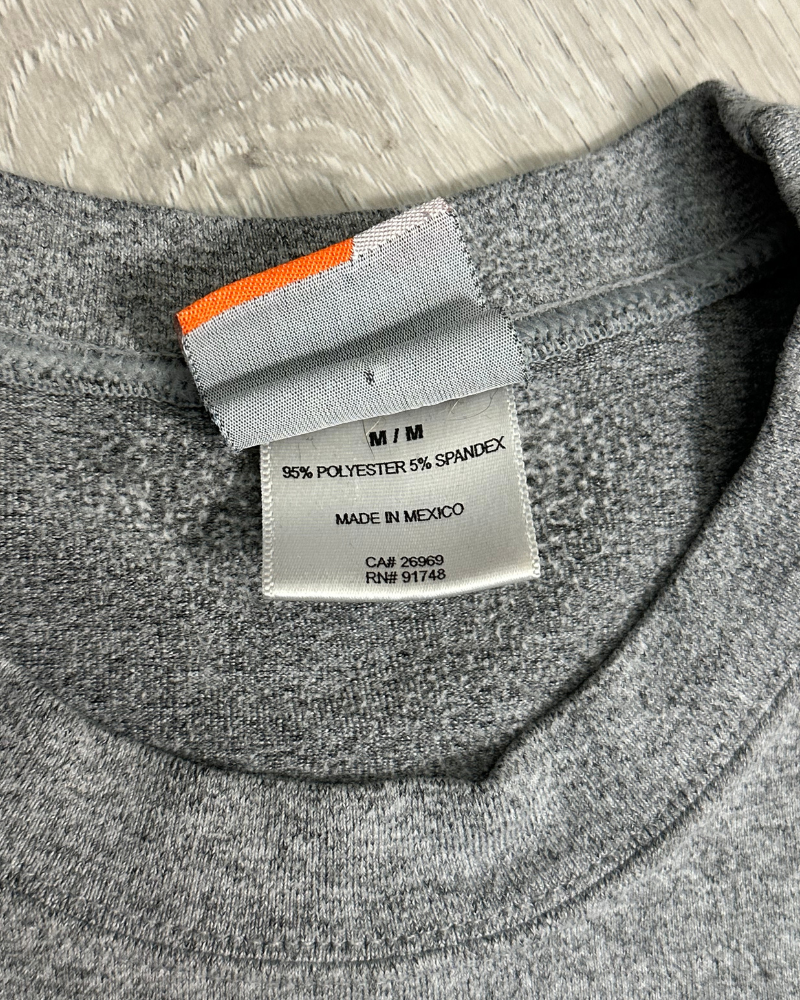 M / M
95% POLYESTER 5% SPANDEX
MADE IN MEXICO
CA# 26969
RN# 91748